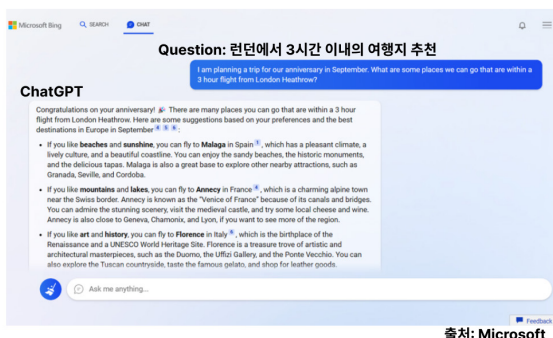 Microsoft Bing SEARCH CHAT
Question: 런던에서 3시간 이내의 여행지 추천
I am planning a trip for our anniversary in September. What are some places we can go that are within a
3 hour flight from London Heathrow?
ChatGPT
Congratulations on your anniversary! 🎉 There are many places you can go that are within a 3 hour
flight from London Heathrow. Here are some suggestions based on your preferences and the best
destinations in Europe in September 4 5 6 :
• If you like beaches and sunshine, you can fly to Malaga in Spain 1 , which has a pleasant climate, a
lively culture, and a beautiful coastline. You can enjoy the sandy beaches, the historic monuments,
and the delicious tapas. Malaga is also a great base to explore other nearby attractions, such as
Granada, Seville, and Cordoba.
• If you like mountains and lakes, you can fly to Annecy in France 4 , which is a charming alpine town
near the Swiss border. Annecy is known as the "Venice of France" because of its canals and bridges.
You can admire the stunning scenery, visit the medieval castle, and try some local cheese and wine.
Annecy is also close to Geneva, Chamonix, and Lyon, if you want to see more of the region.
• If you like art and history, you can fly to Florence in Italy , which is the birthplace of the
Renaissance and a UNESCO World Heritage Site. Florence is a treasure trove of artistic and
architectural masterpieces, such as the Duomo, the Uffizi Gallery, and the Ponte Vecchio. You can
also explore the Tuscan countryside, taste the famous gelato, and shop for leather goods.
Ask me anything...
Feedback
출처: Microsoft